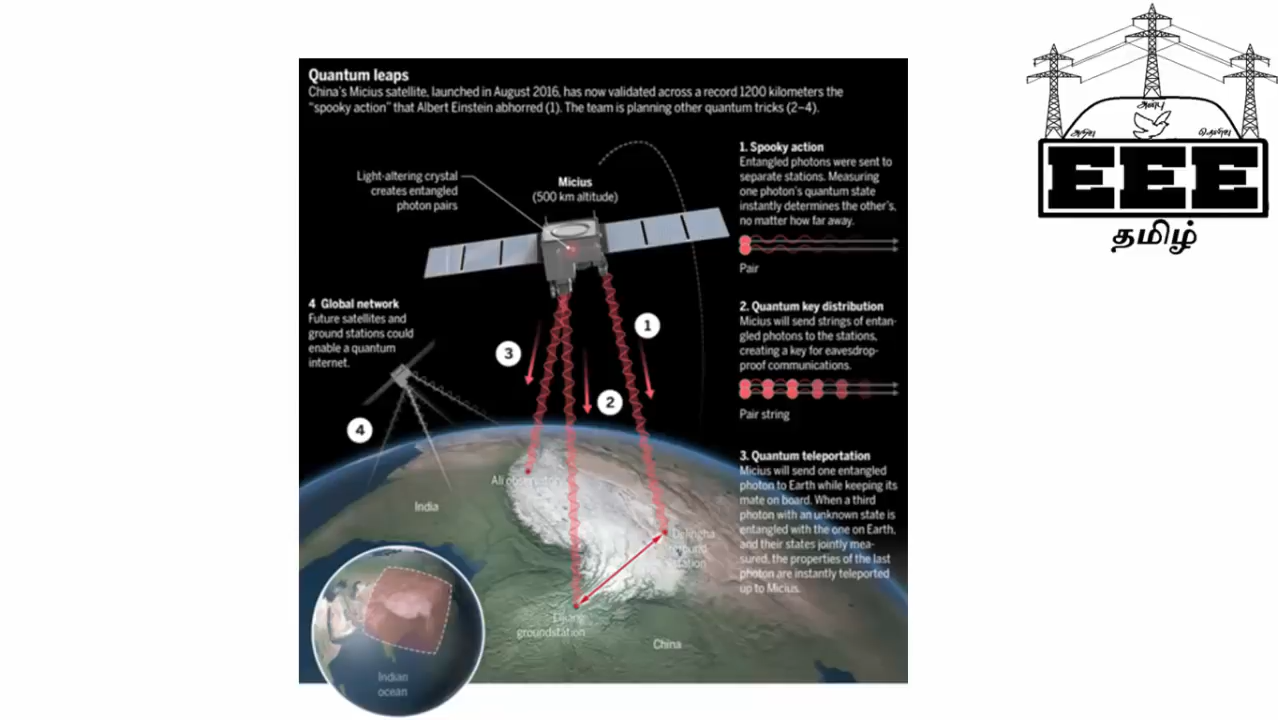 Quantum leaps
China's Micius satellite, launched in August 2016, has now validated across a record 1200 kilometers the
"spooky action" that Albert Einstein abhorred (1). The team is planning other quantum tricks (2–4).
Light-altering crystal
creates entangled
photon pairs
Micius
(500 km altitude)
1. Spooky action
Entangled photons were sent to
separate stations. Measuring
one photon's quantum state
instantly determines the other's,
no matter how far away.
Pair
2. Quantum key distribution
Micius will send strings of entan-
gled photons to the stations,
creating a key for eavesdrop-
proof communications.
Pair string
3. Quantum teleportation
Micius will send one entangled
photon to Earth while keeping its
mate on board. When a third
photon with an unknown state is
entangled with the one on Earth,
and their states jointly mea-
sured, the properties of the last
photon are instantly teleported
up to Micius.
4 Global network
Future satellites and
ground stations could
enable a quantum
internet.
1
2
3
4
Ali observatory
India
Delingha
ground
station
Lijiang
groundstation
China
Indian
ocean
அன்பு
EEE
தமிழ்